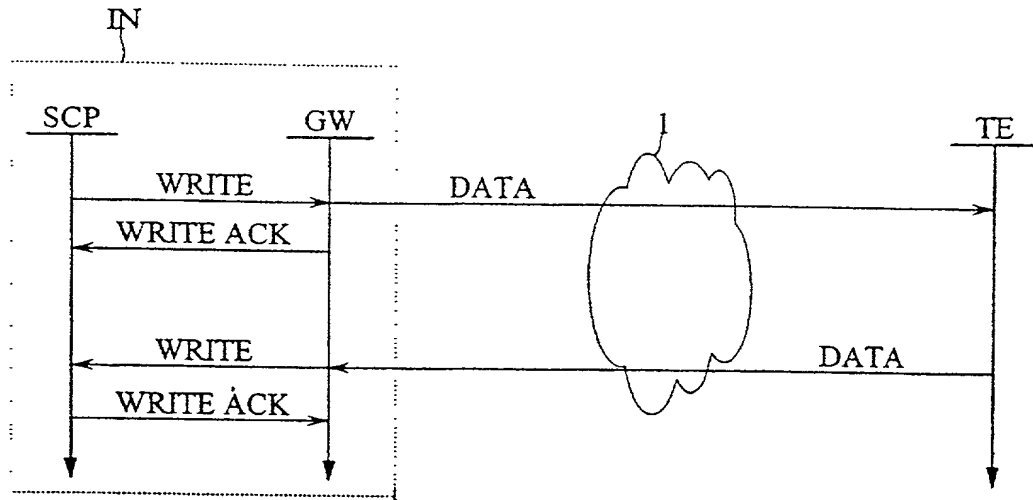 IN
SCP
GW
1
TE
WRITE
DATA
WRITE ACK
WRITE
DATA
WRITE ACK